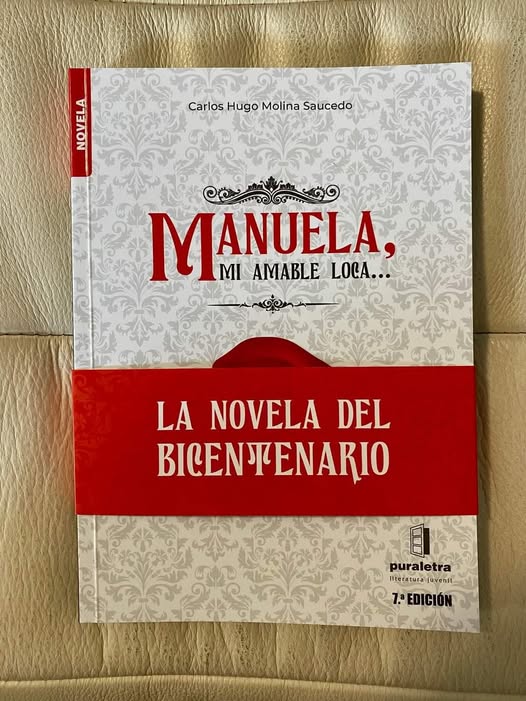 NOVELA
Carlos Hugo Molina Saucedo
MANUELA,
MI AMABLE LOCA...
LA NOVELA DEL
BICENTENARIO
puraletra
literatura juvenil
7.ª EDICIÓN